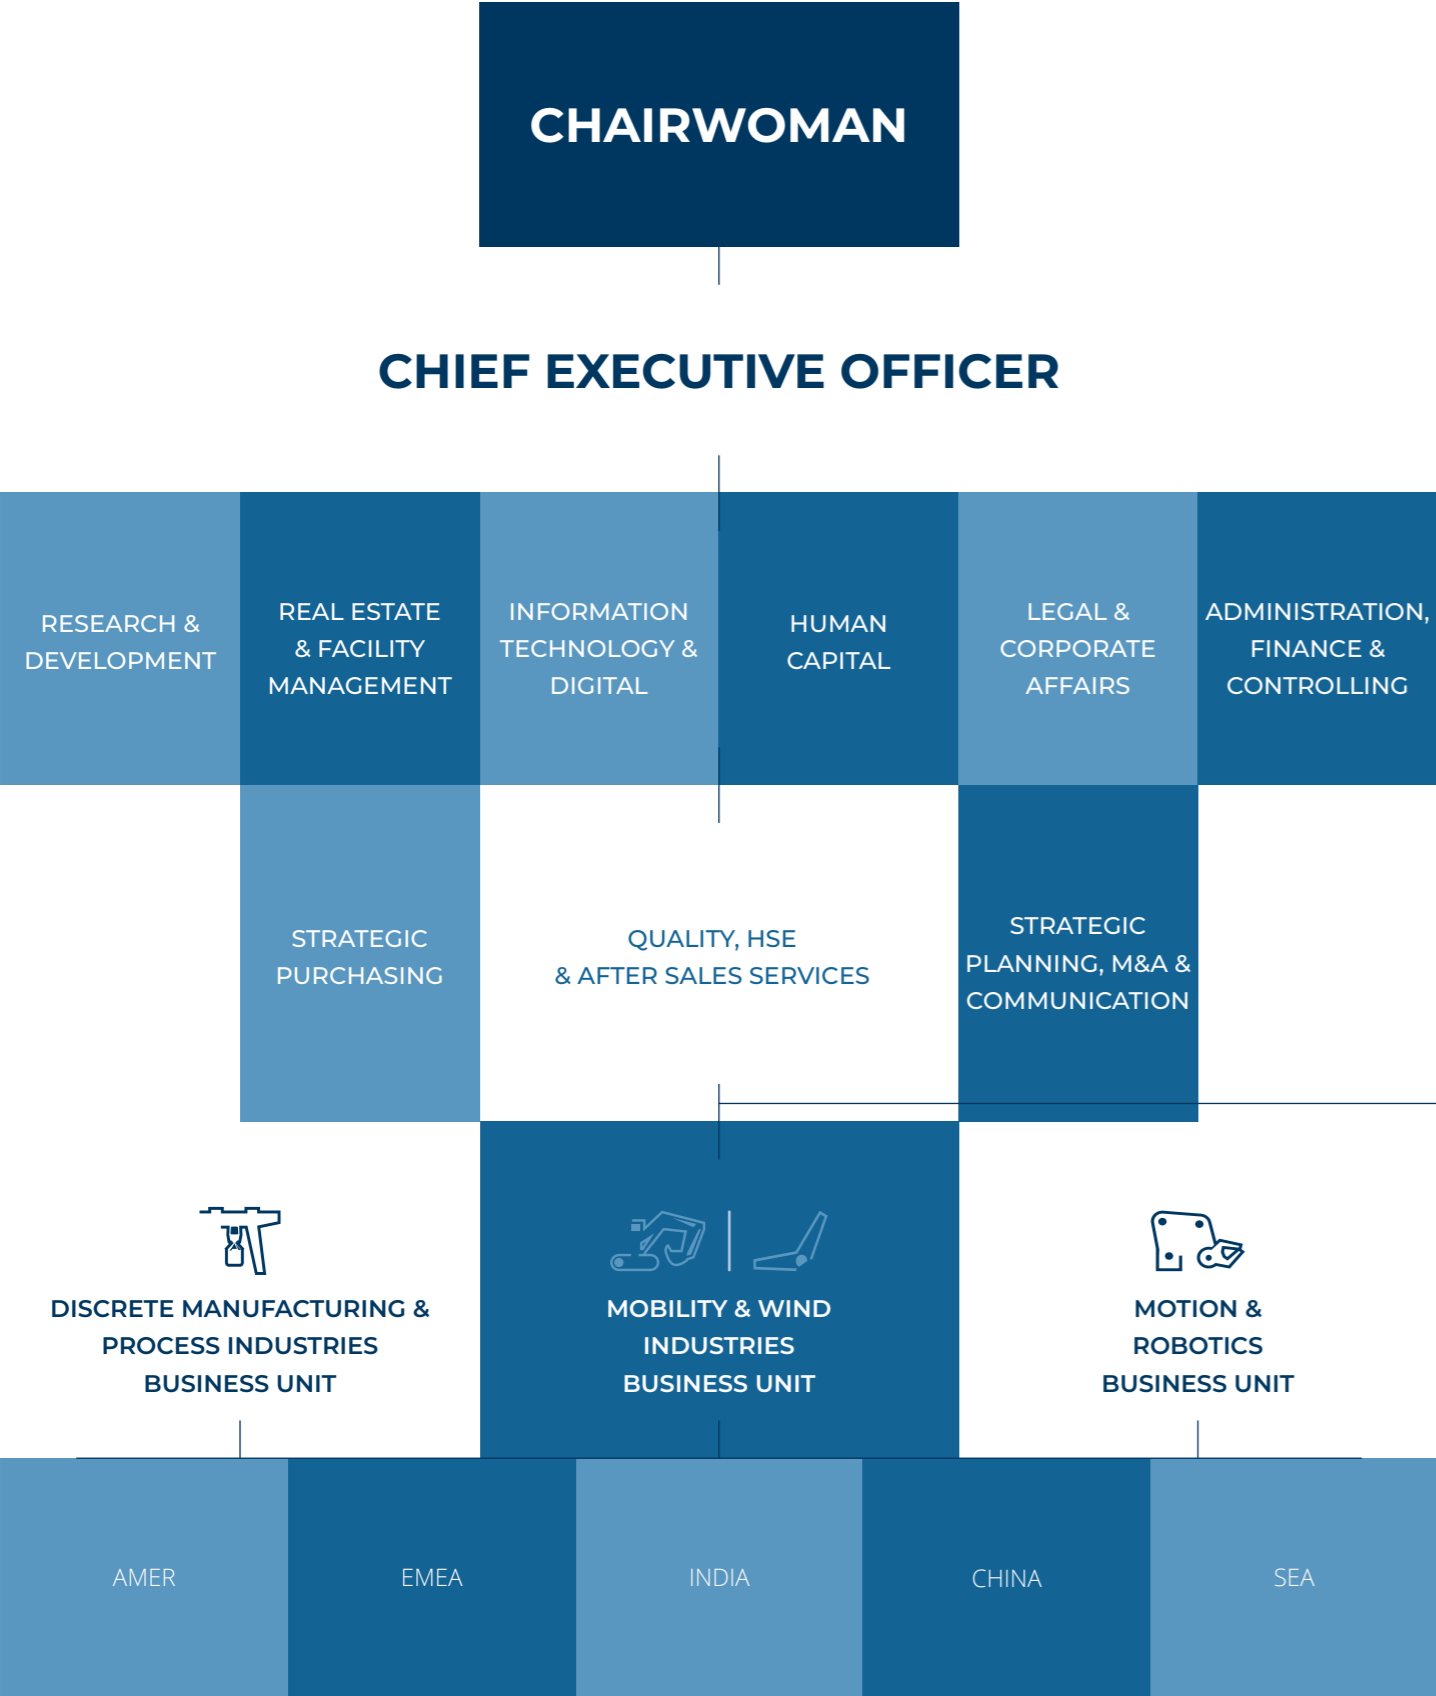 CHAIRWOMAN
CHIEF EXECUTIVE OFFICER
RESEARCH &
DEVELOPMENT
REAL ESTATE
& FACILITY
MANAGEMENT
INFORMATION
TECHNOLOGY &
DIGITAL
HUMAN
CAPITAL
LEGAL &
CORPORATE
AFFAIRS
ADMINISTRATION,
FINANCE &
CONTROLLING
STRATEGIC
PURCHASING
QUALITY, HSE
& AFTER SALES SERVICES
STRATEGIC
PLANNING, M&A &
COMMUNICATION
DISCRETE MANUFACTURING &
PROCESS INDUSTRIES
BUSINESS UNIT
MOBILITY & WIND
INDUSTRIES
BUSINESS UNIT
MOTION &
ROBOTICS
BUSINESS UNIT
AMER
EMEA
INDIA
CHINA
SEA